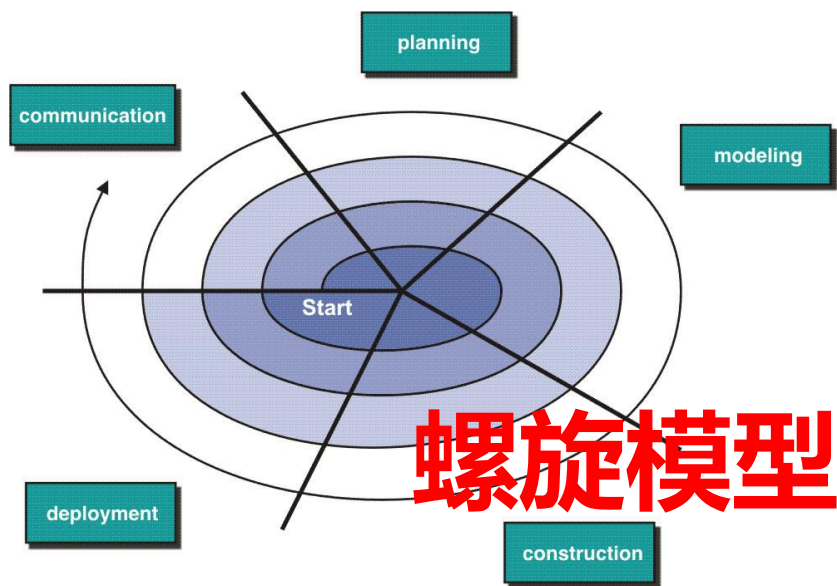 planning
communication
modeling
Start
螺旋模型
deployment
construction